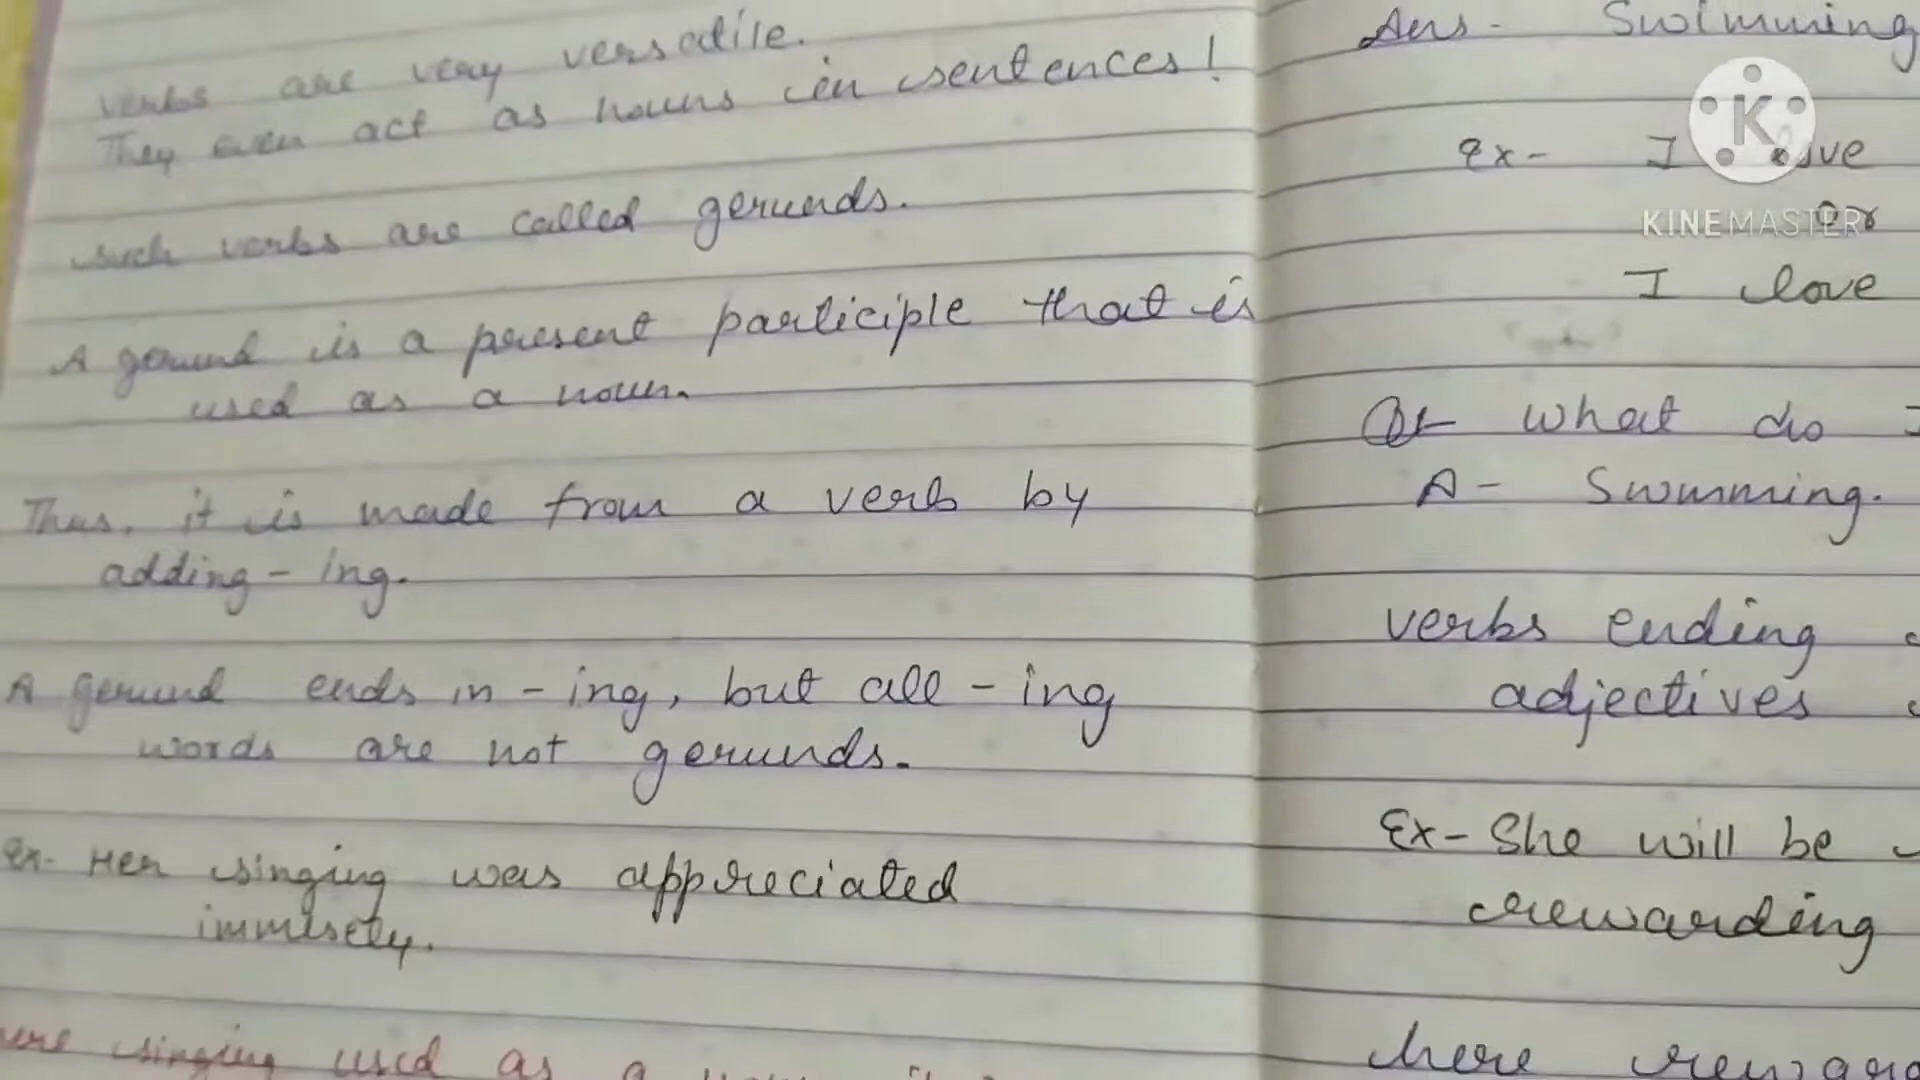 verbs are very versatile.
They even act as nouns in sentences!
such verbs are called gerunds.
A gerund is a present participle that is
used as a noun.
Thus, it is made from a verb by
adding - ing.
A gerund ends in - ing, but all - ing
words are not gerunds.
Ex- Her singing was appreciated
immisely.
singing used as a
Ans - Swimming
Ex- I
or
I love
What do I
A - Swimming.
verbs ending
adjectives
Ex- She will be
rewarding
here
K
KINEMASTER